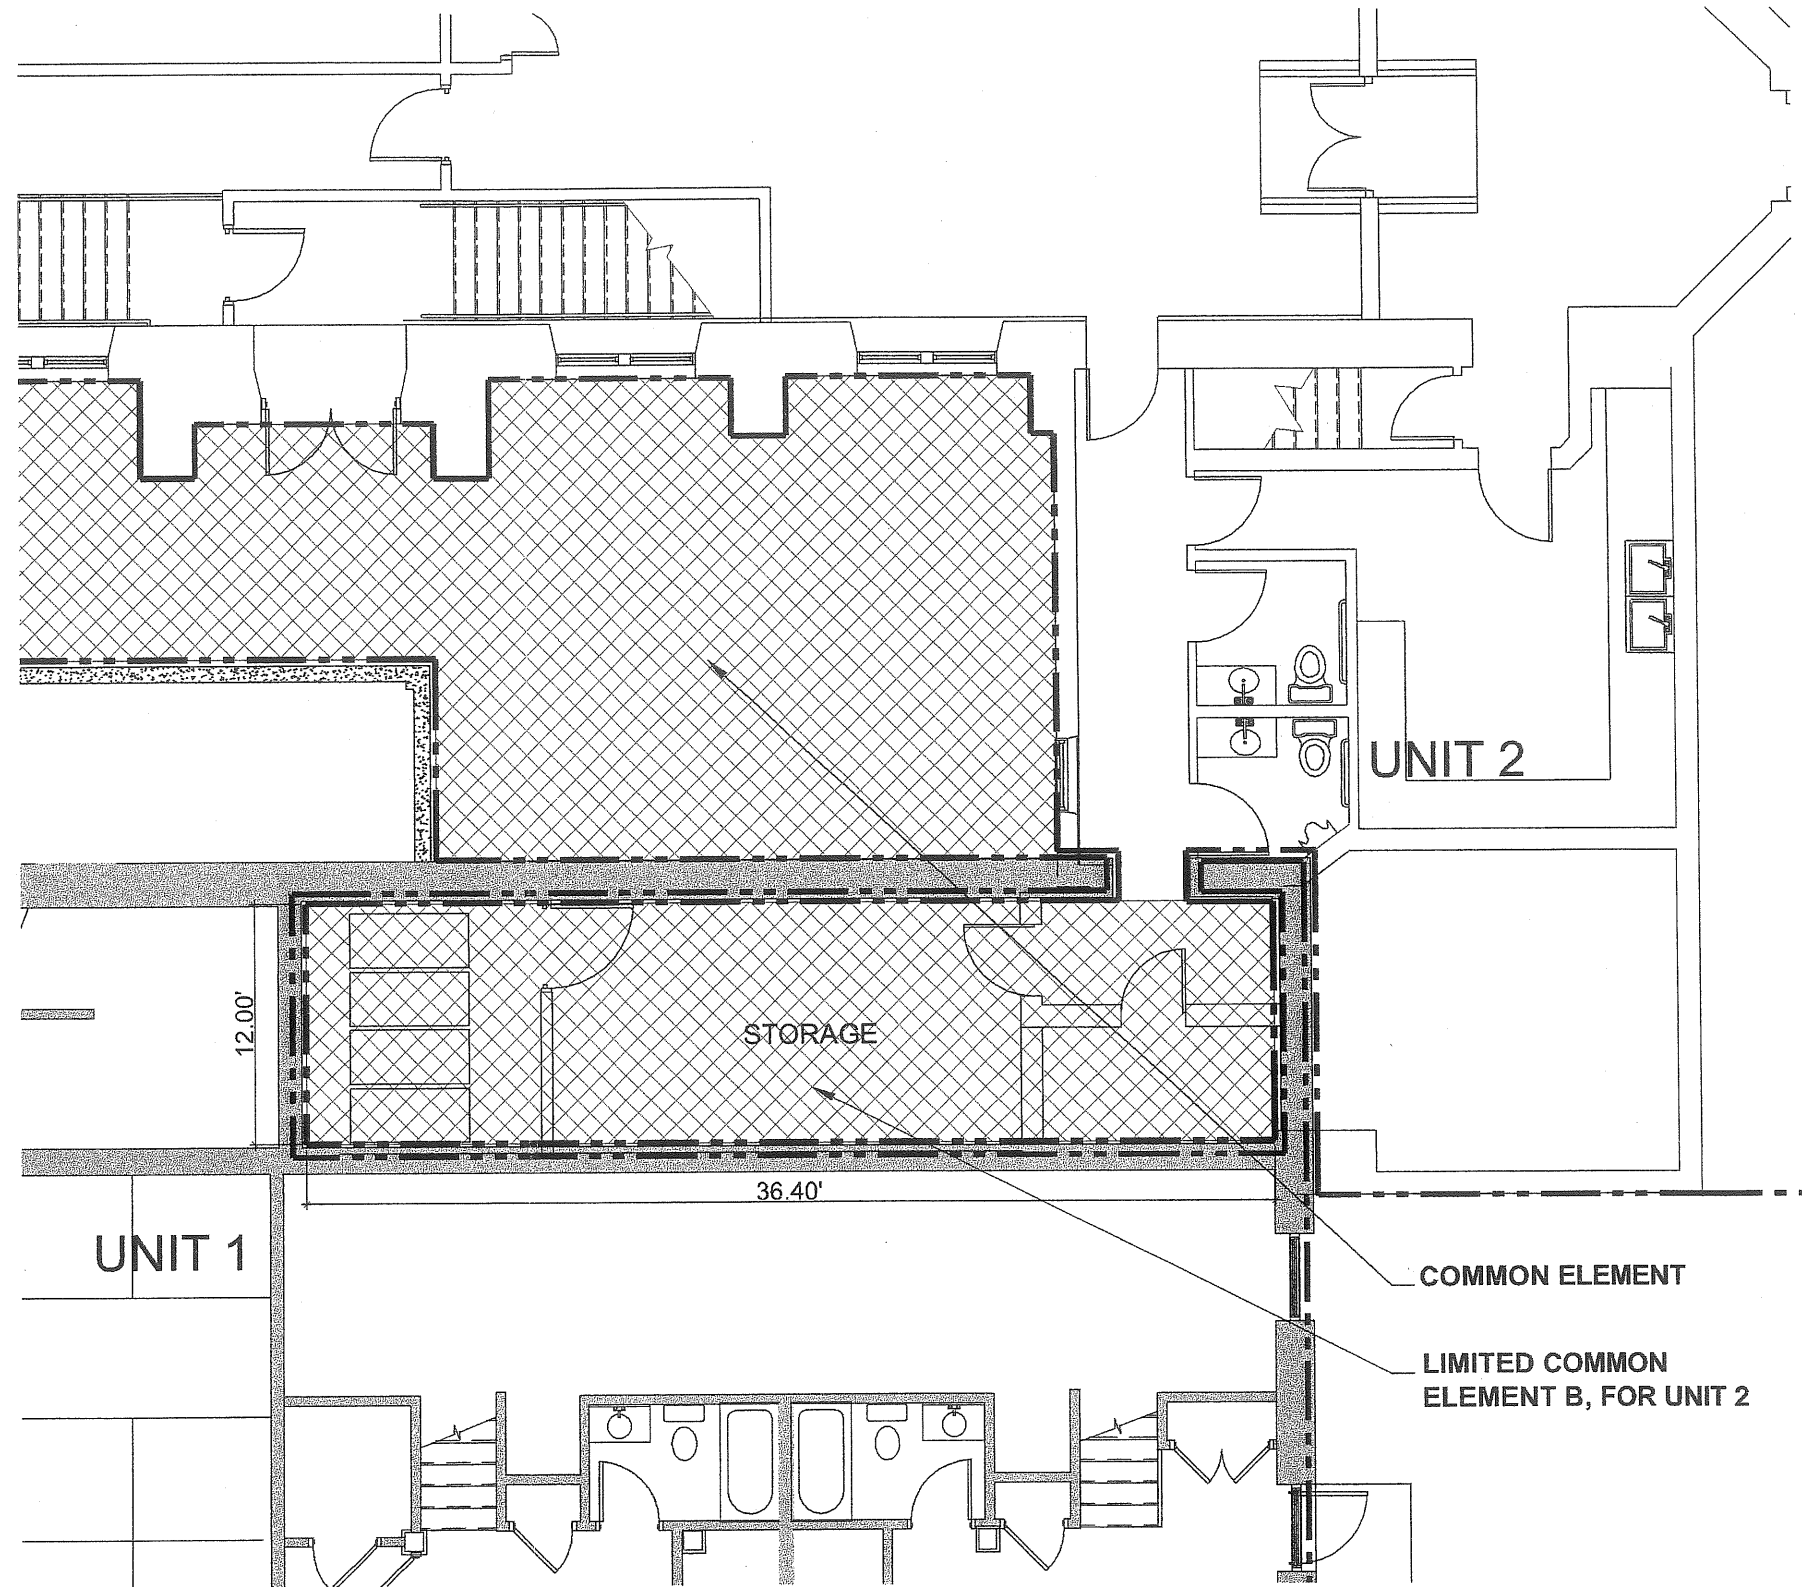 UNIT 2
12.00'
STORAGE
36.40'
UNIT 1
COMMON ELEMENT
LIMITED COMMON
ELEMENT B, FOR UNIT 2